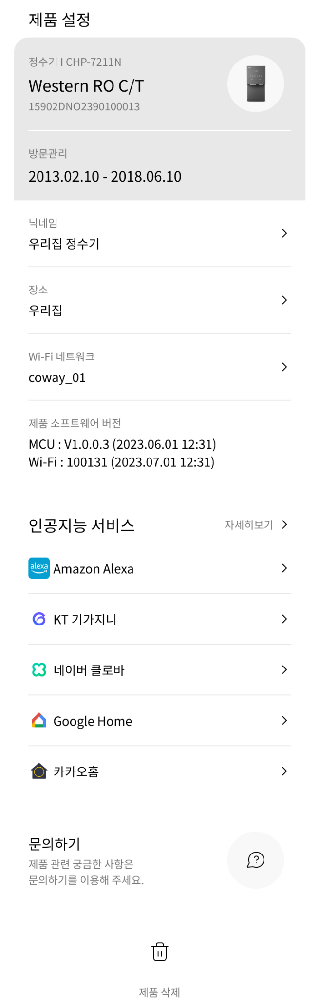 제품 설정
정수기 I CHP-7211N
Western RO C/T
15902DNO2390100013
방문관리
2013.02.10 - 2018.06.10
닉네임
우리집 정수기
장소
우리집
Wi-Fi 네트워크
coway_01
제품 소프트웨어 버전
MCU : V1.0.0.3 (2023.06.01 12:31)
Wi-Fi : 100131 (2023.07.01 12:31)
인공지능 서비스 자세히보기
alexa Amazon Alexa
KT 기가지니
네이버 클로바
Google Home
카카오홈
문의하기
제품 관련 궁금한 사항은
문의하기를 이용해 주세요.
제품 삭제